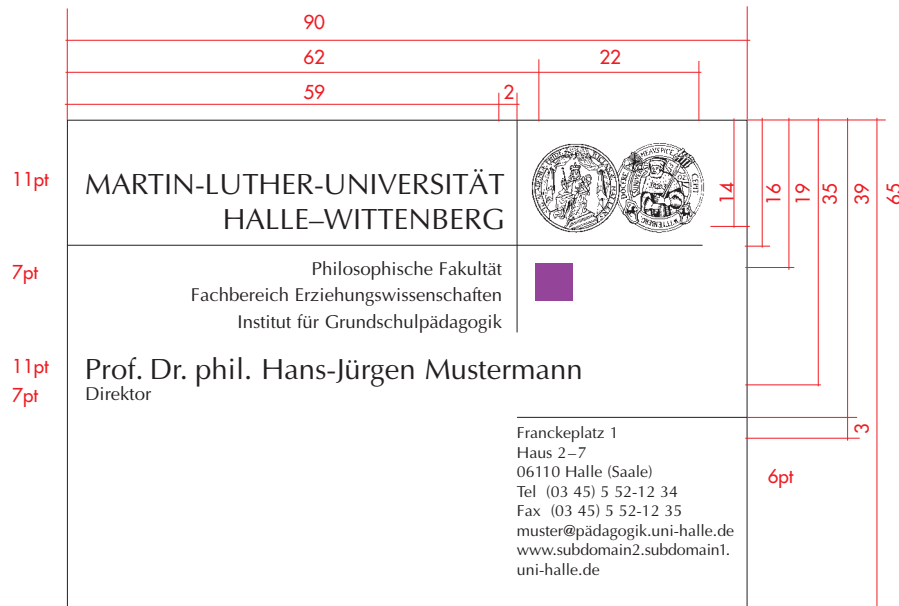 90
62
22
59
2
11pt
MARTIN-LUTHER-UNIVERSITÄT
HALLE–WITTENBERG
14
16
19
35
39
65
7pt
Philosophische Fakultät
Fachbereich Erziehungswissenschaften
Institut für Grundschulpädagogik
11pt
Prof. Dr. phil. Hans-Jürgen Mustermann
7pt
Direktor
3
6pt
Franckeplatz 1
Haus 2–7
06110 Halle (Saale)
Tel (03 45) 5 52-12 34
Fax (03 45) 5 52-12 35
muster@pädagogik.uni-halle.de
www.subdomain2.subdomain1.
uni-halle.de